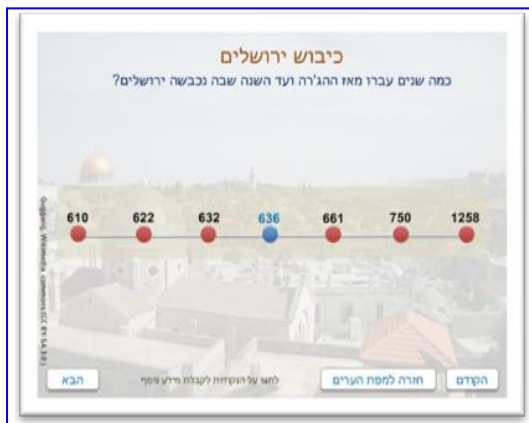 כיבוש ירושלים
כמה שנים עברו מאז ההג'רה ועד השנה שבה נכבשה ירושלים?
610 622 632 636 661 750 1258
הקודם
חזרה למפת הערים
לחצו על הנקודות לקבלת מידע נוסף
הבא